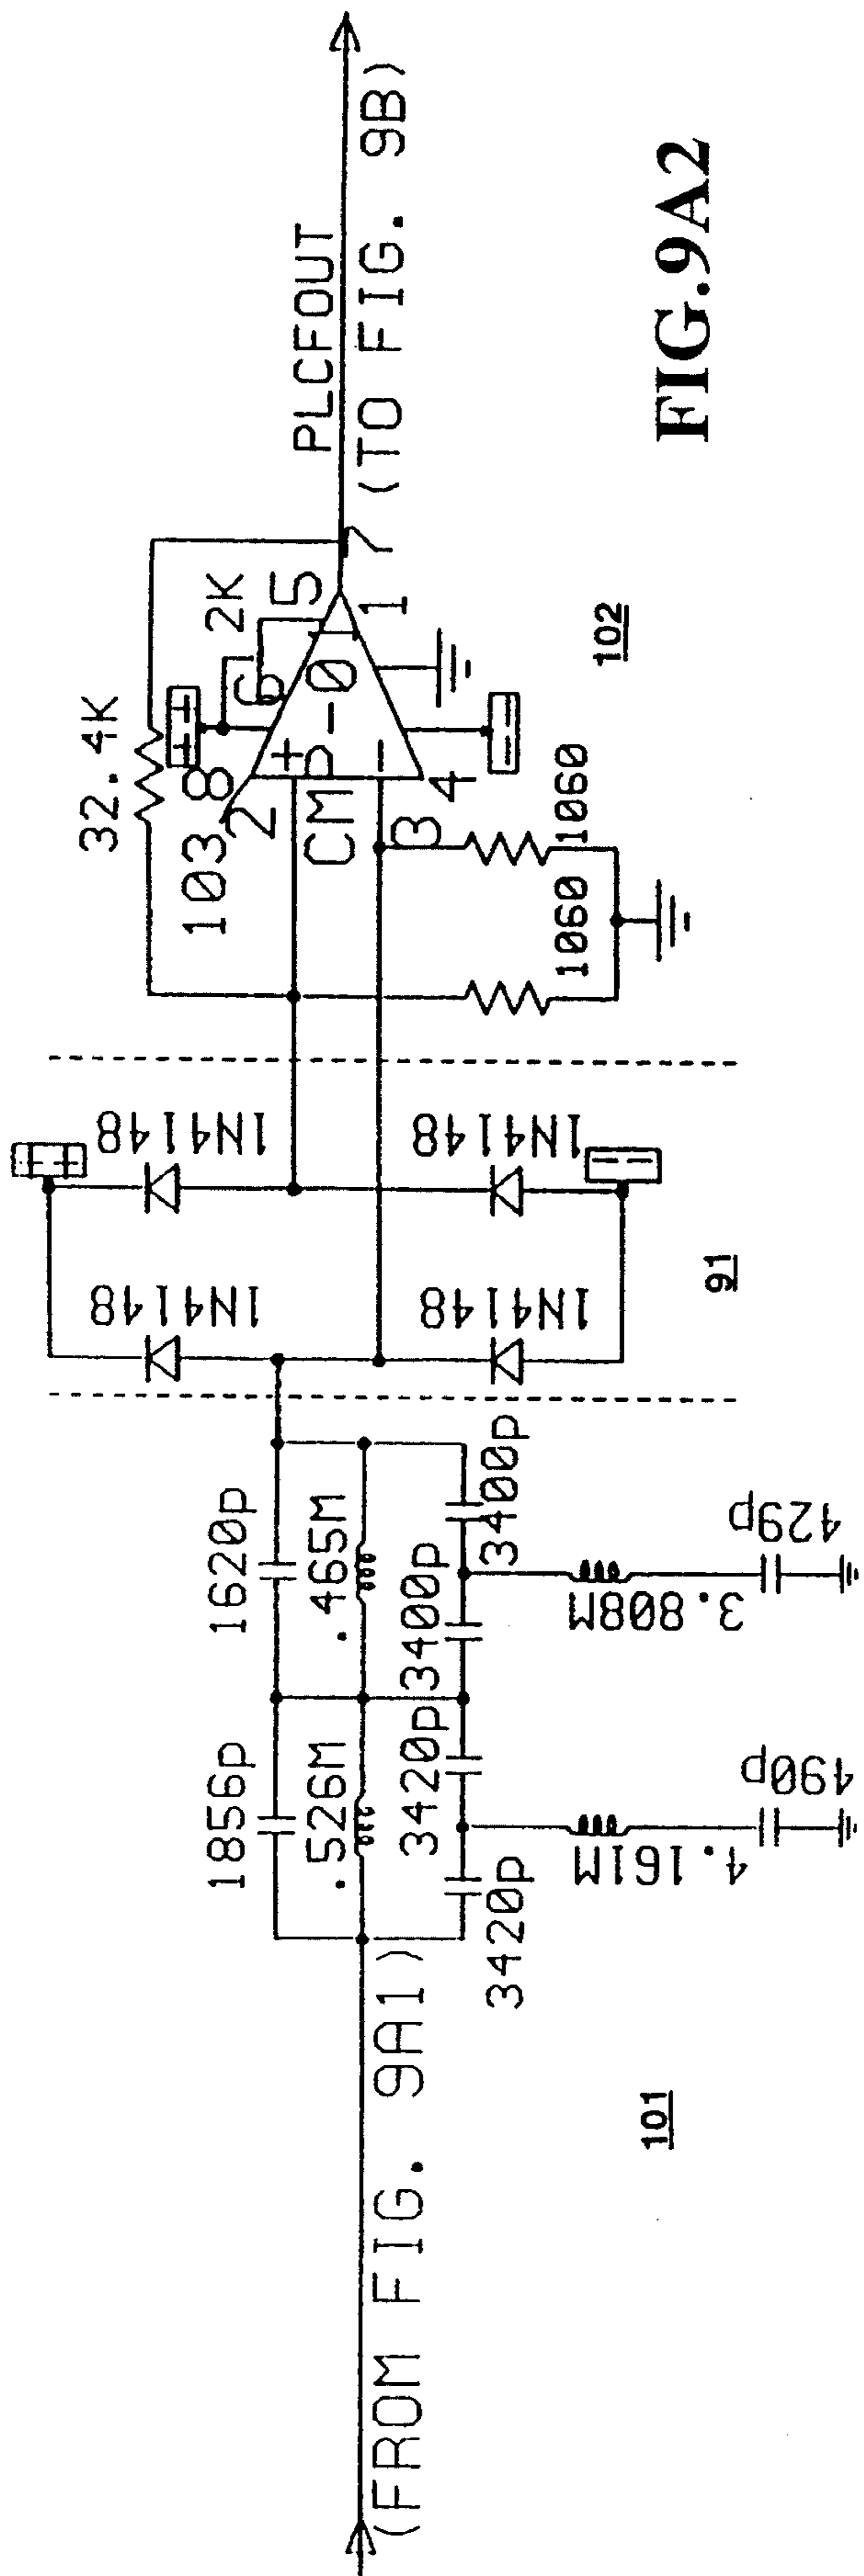 (FROM FIG. 9A1)
101
1856p
.526M
3420p
3420p
4.161M
490p
1620p
.465M
3400p
3400p
3.808M
429p
91
1N4148
1N4148
1N4148
1N4148
++
--
32.4K
103
2K
++
8
6
5
2
+
CMP-0
-
3
4
1
7
--
1060
1060
102
PLCFOUT
(TO FIG. 9B)
FIG.9A2